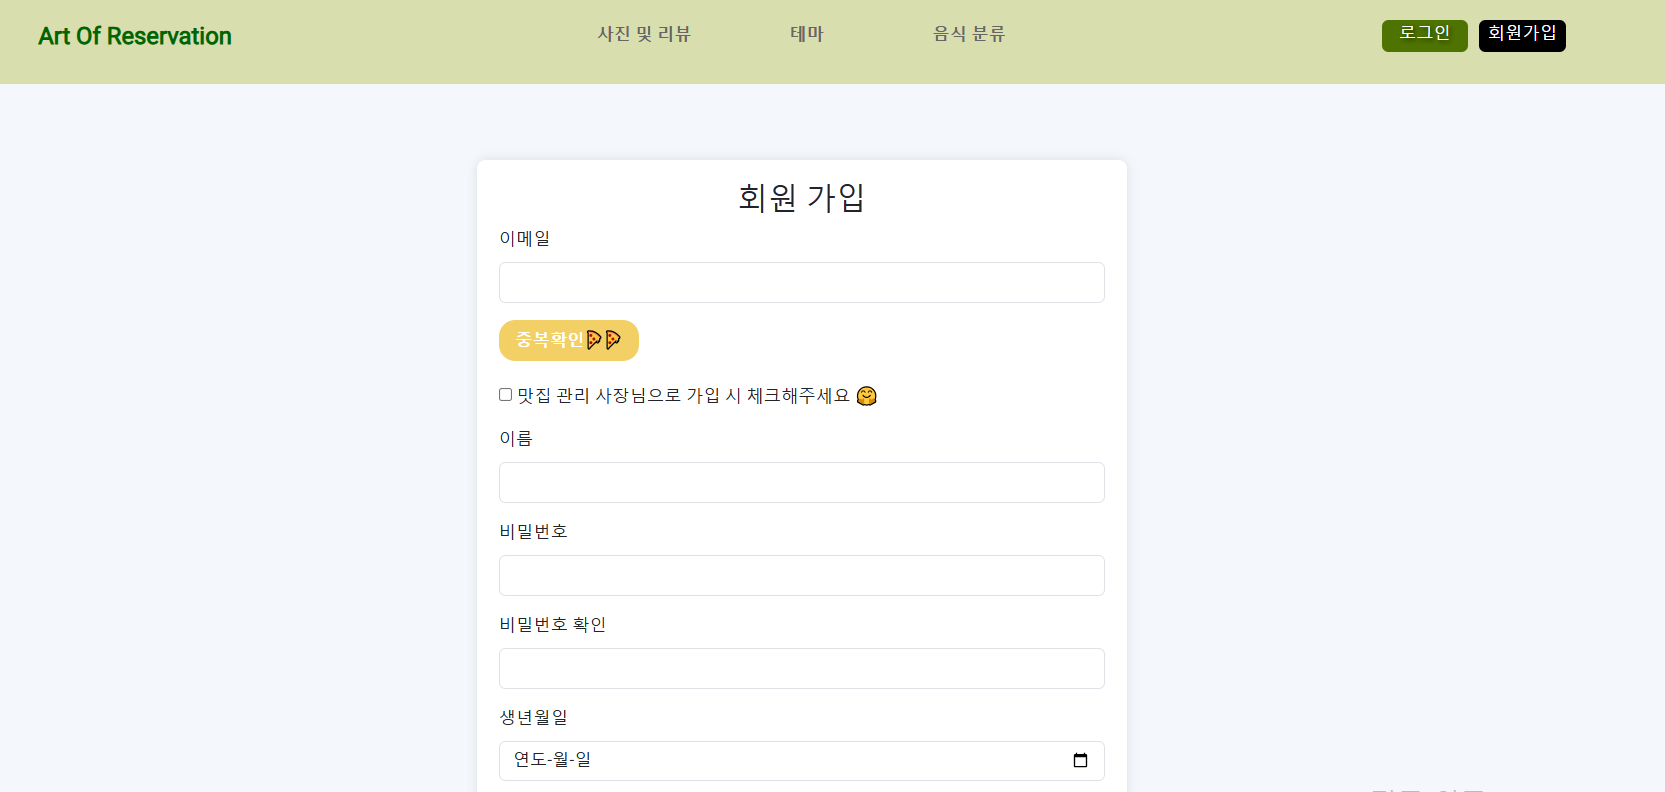 Art Of Reservation 사진 및 리뷰 테마 음식 분류 로그인 회원가입
회원 가입
이메일
중복확인🍕🍕
맛집 관리 사장님으로 가입 시 체크해주세요 🤗
이름
비밀번호
비밀번호 확인
생년월일
연도-월-일